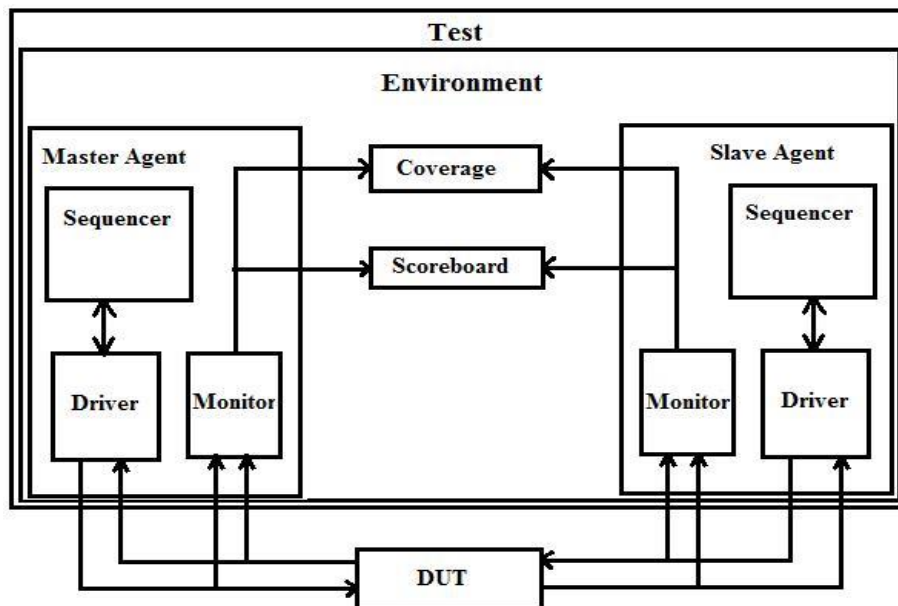 Test
Environment
Master Agent
Sequencer
Driver
Monitor
Coverage
Scoreboard
Slave Agent
Sequencer
Monitor
Driver
DUT